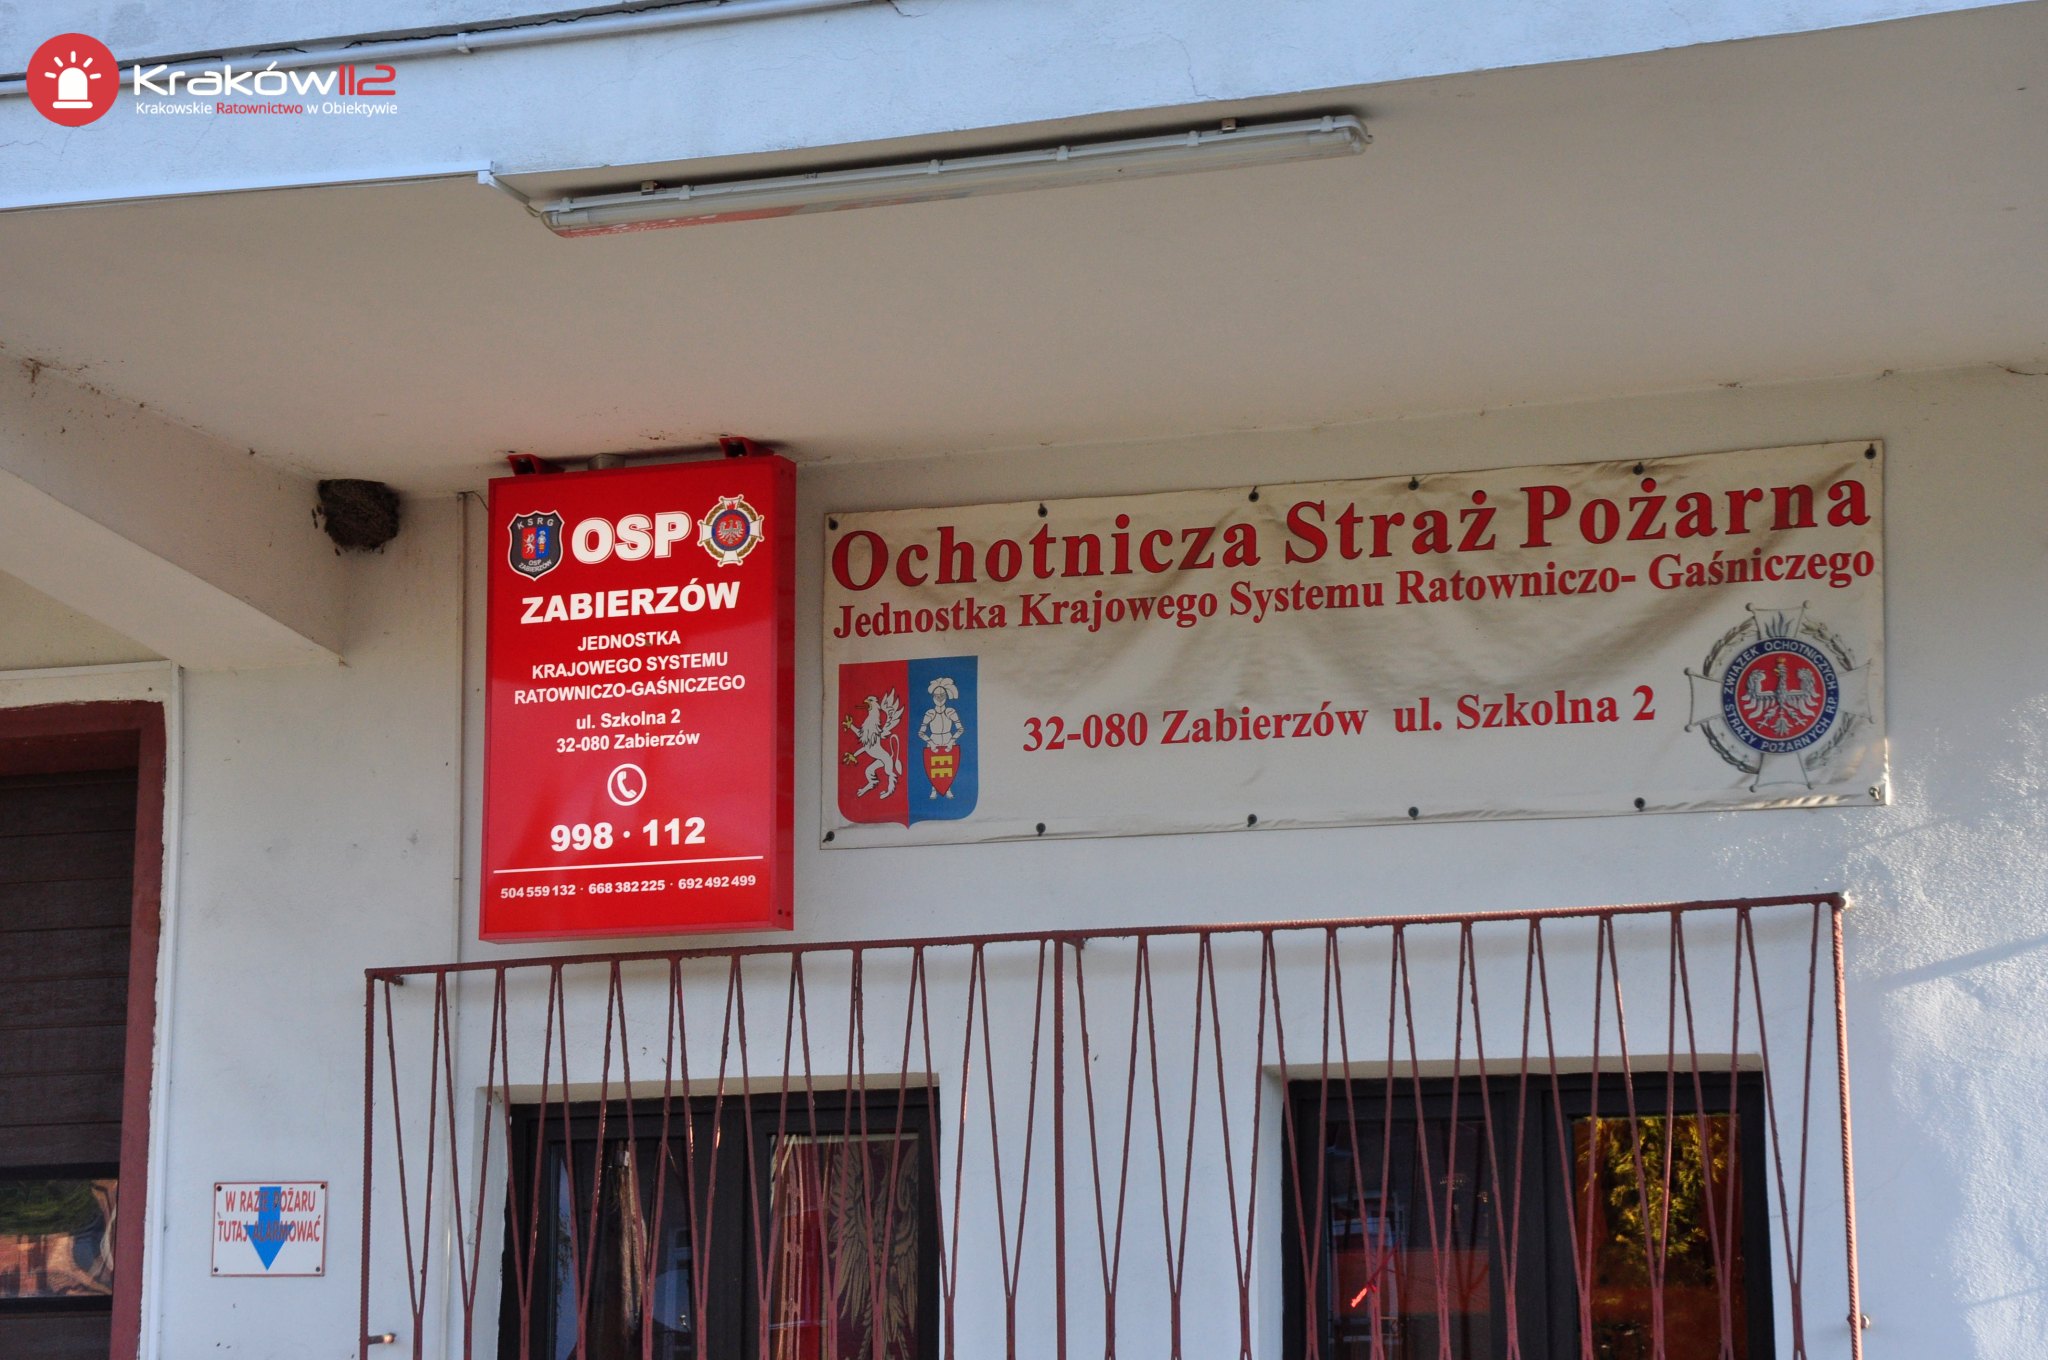 Kraków112
Krakowskie Ratownictwo w Obiektywie
KSRG
OSP
ZABIERZÓW
OSP
ZABIERZÓW
JEDNOSTKA
KRAJOWEGO SYSTEMU
RATOWNICZO-GAŚNICZEGO
ul. Szkolna 2
32-080 Zabierzów
998 · 112
504 559 132 · 668 382 225 · 692 492 499
Ochotnicza Straż Pożarna
Jednostka Krajowego Systemu Ratowniczo- Gaśniczego
32-080 Zabierzów ul. Szkolna 2
ZWIĄZEK OCHOTNICZYCH
STRAŻY POŻARNYCH RP
W RAZIE POŻARU
TUTAJ ALARMOWAĆ